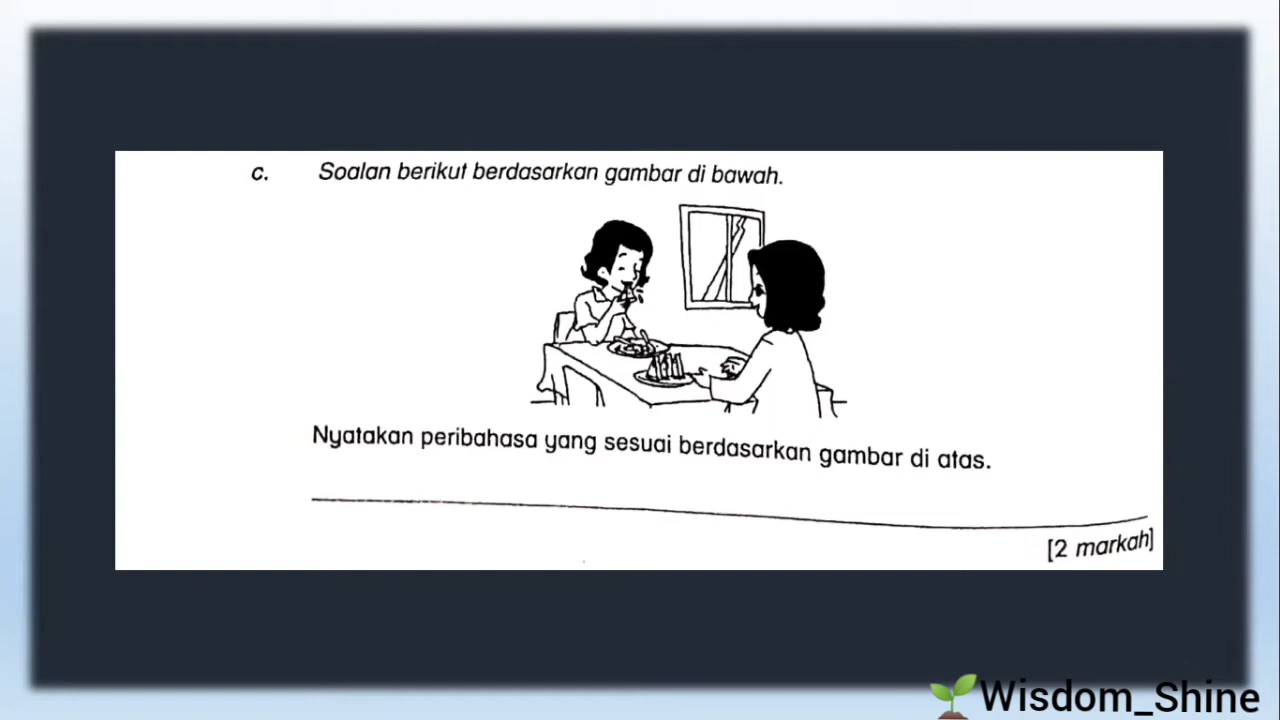 c. Soalan berikut berdasarkan gambar di bawah.
Nyatakan peribahasa yang sesuai berdasarkan gambar di atas.
[2 markah]
Wisdom_Shine